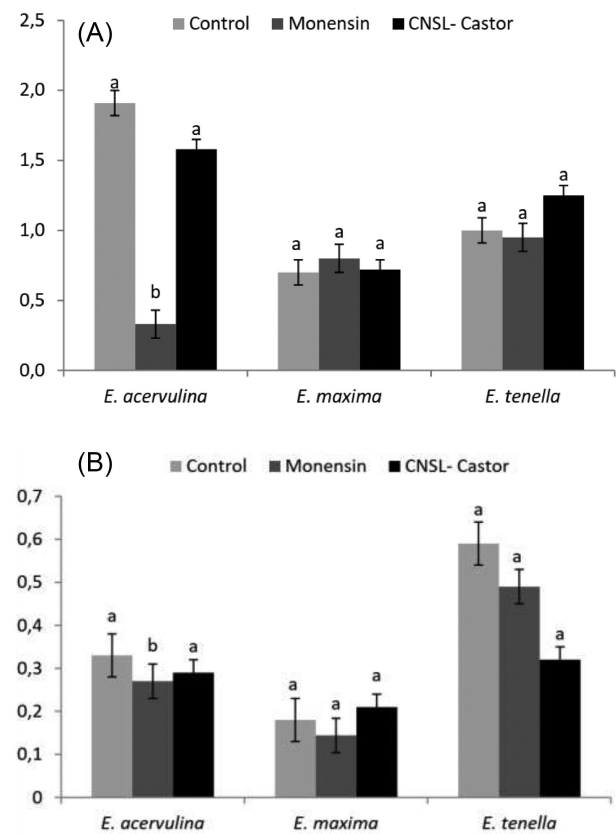 (A) Control Monensin CNSL- Castor
2,5
2,0
1,5
1,0
0,5
0,0
a b a
a a a
a a a
E. acervulina E. maxima E. tenella
(B) Control Monensin CNSL- Castor
0,7
0,6
0,5
0,4
0,3
0,2
0,1
0
a b a
a a a
a a a
E. acervulina E. maxima E. tenella